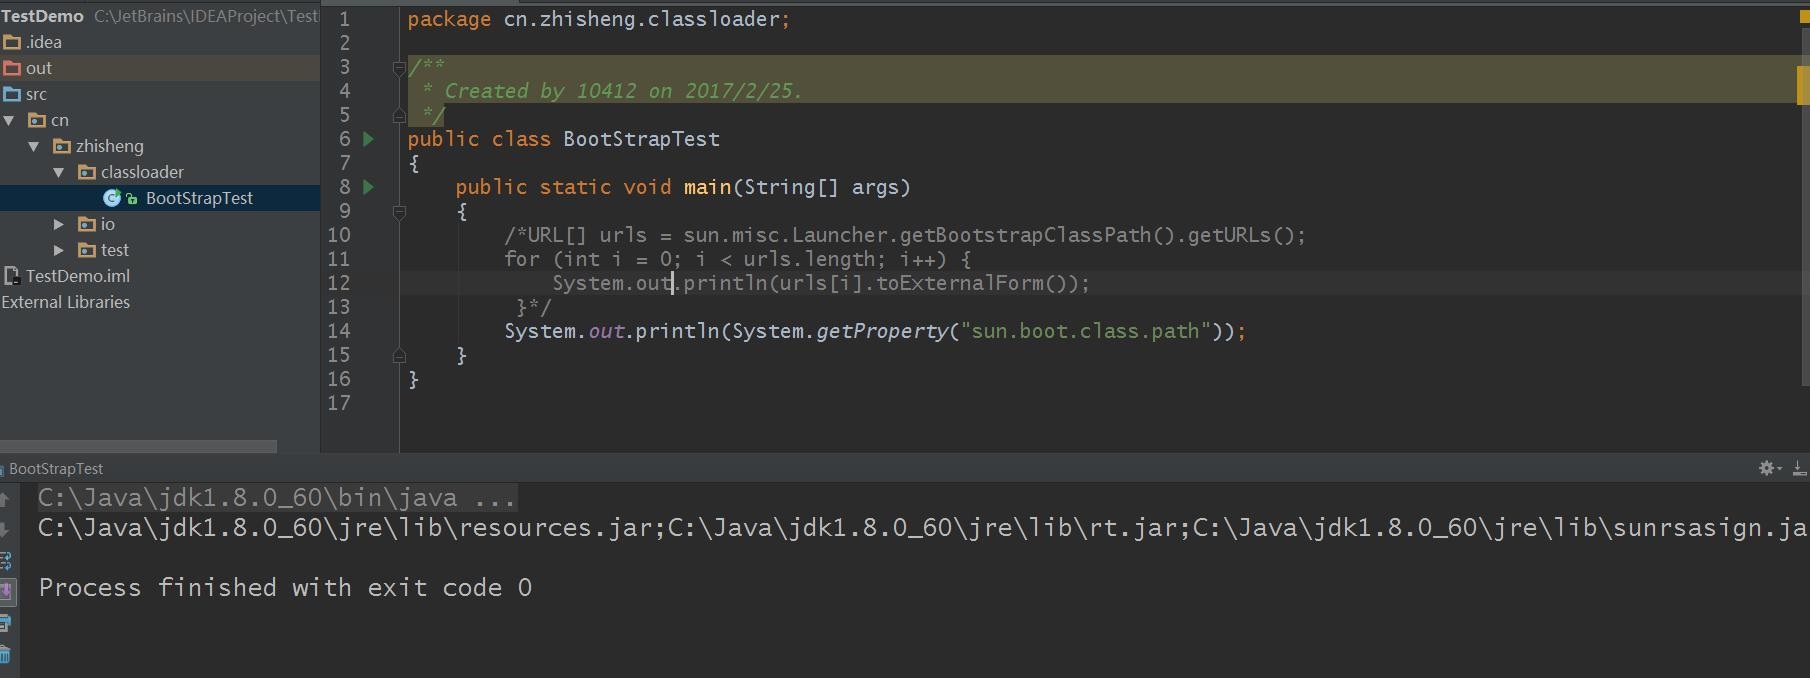 TestDemo C:\JetBrains\IDEAProject\Test
.idea
out
src
cn
zhisheng
classloader
BootStrapTest
io
test
TestDemo.iml
External Libraries
1 package cn.zhisheng.classloader;
2
3 /**
4  * Created by 10412 on 2017/2/25.
5  */
6 public class BootStrapTest
7 {
8     public static void main(String[] args)
9     {
10         /*URL[] urls = sun.misc.Launcher.getBootstrapClassPath().getURLs();
11         for (int i = 0; i < urls.length; i++) {
12             System.out.println(urls[i].toExternalForm());
13          }*/
14         System.out.println(System.getProperty("sun.boot.class.path"));
15     }
16 }
17
BootStrapTest
C:\Java\jdk1.8.0_60\bin\java ...
C:\Java\jdk1.8.0_60\jre\lib\resources.jar;C:\Java\jdk1.8.0_60\jre\lib\rt.jar;C:\Java\jdk1.8.0_60\jre\lib\sunrsasign.ja
Process finished with exit code 0